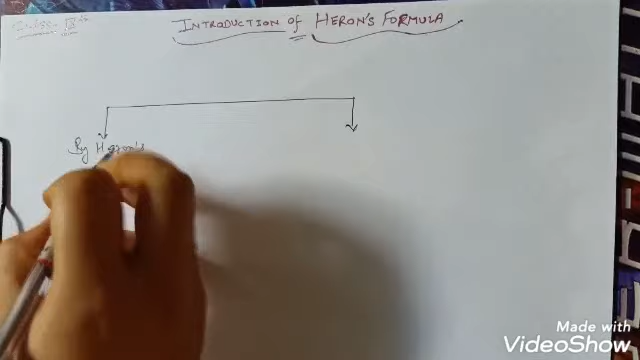 INTRODUCTION of HERON'S FORMULA
By Heron's
Made with
VideoShow